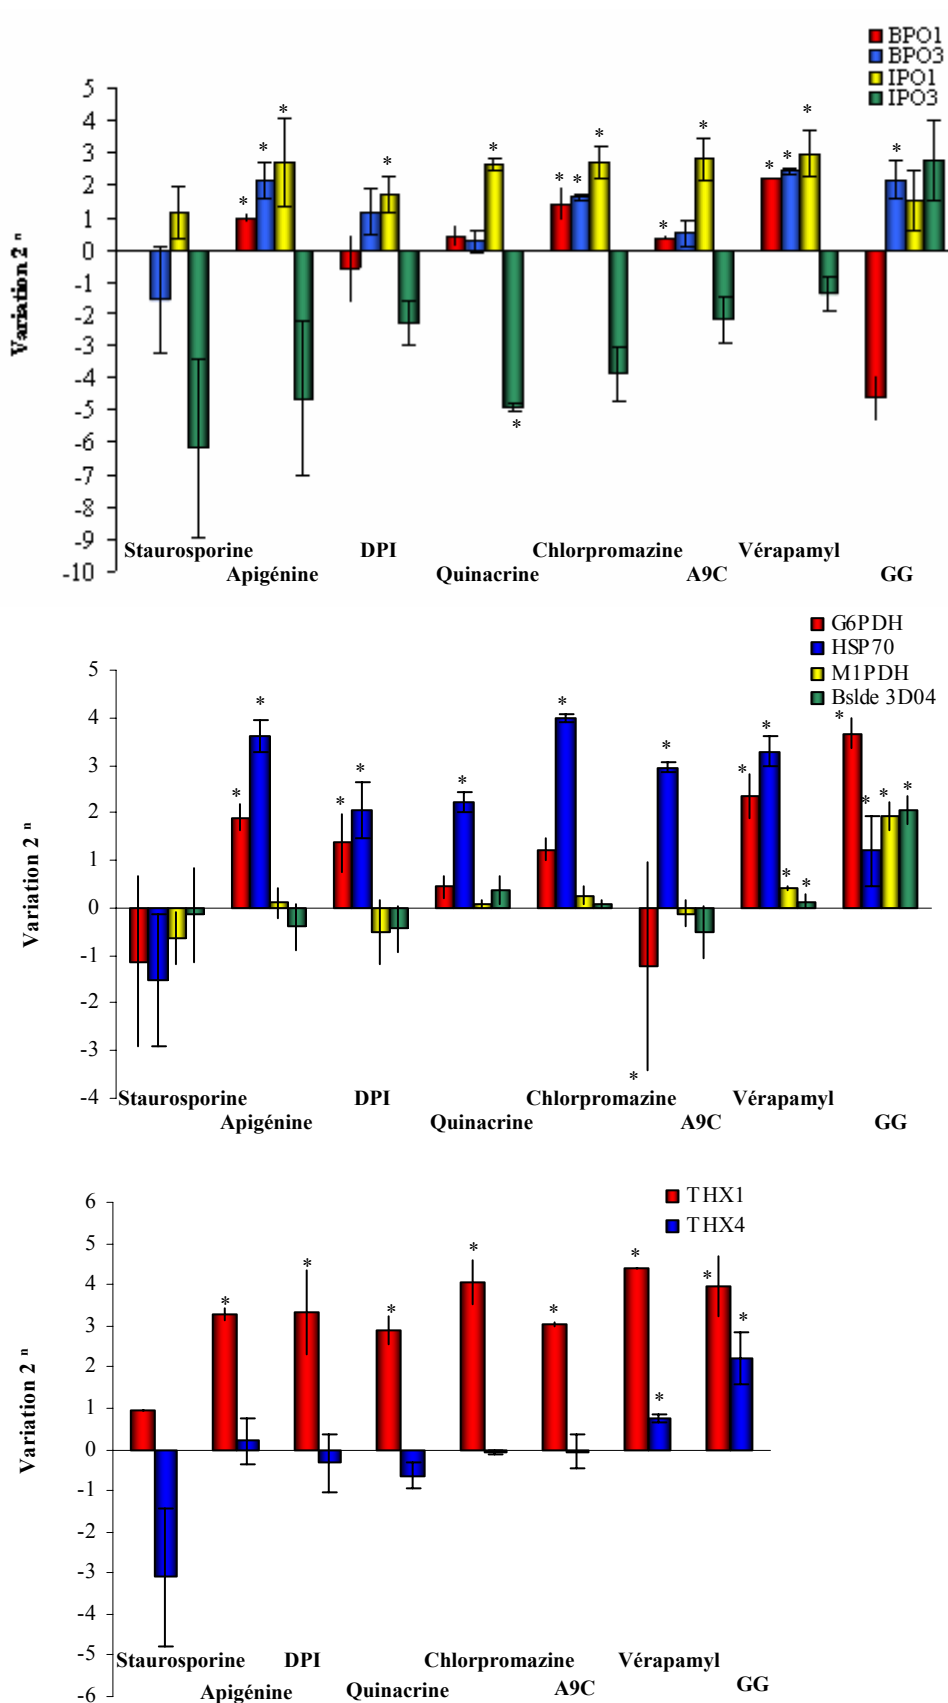 BPO1
BPO3
IPO1
IPO3
5
4
3
2
1
0
-1
-2
-3
-4
-5
-6
-7
-8
-9
-10
Variation 2 n
* * * * * * * * * * * * * * *
Staurosporine
Apigénine
DPI
Quinacrine
Chlorpromazine
A9C
Vérapamyl
GG
G6PDH
HSP70
M1PDH
Bslde 3D04
5
4
3
2
1
0
-1
-2
-3
-4
Variation 2 n
* * * * * * * * * * * * * * * *
Staurosporine
Apigénine
DPI
Quinacrine
Chlorpromazine
A9C
Vérapamyl
GG
THX1
THX4
6
5
4
3
2
1
0
-1
-2
-3
-4
-5
-6
Variation 2 n
* * * * * * * * *
Staurosporine
Apigénine
DPI
Quinacrine
Chlorpromazine
A9C
Vérapamyl
GG